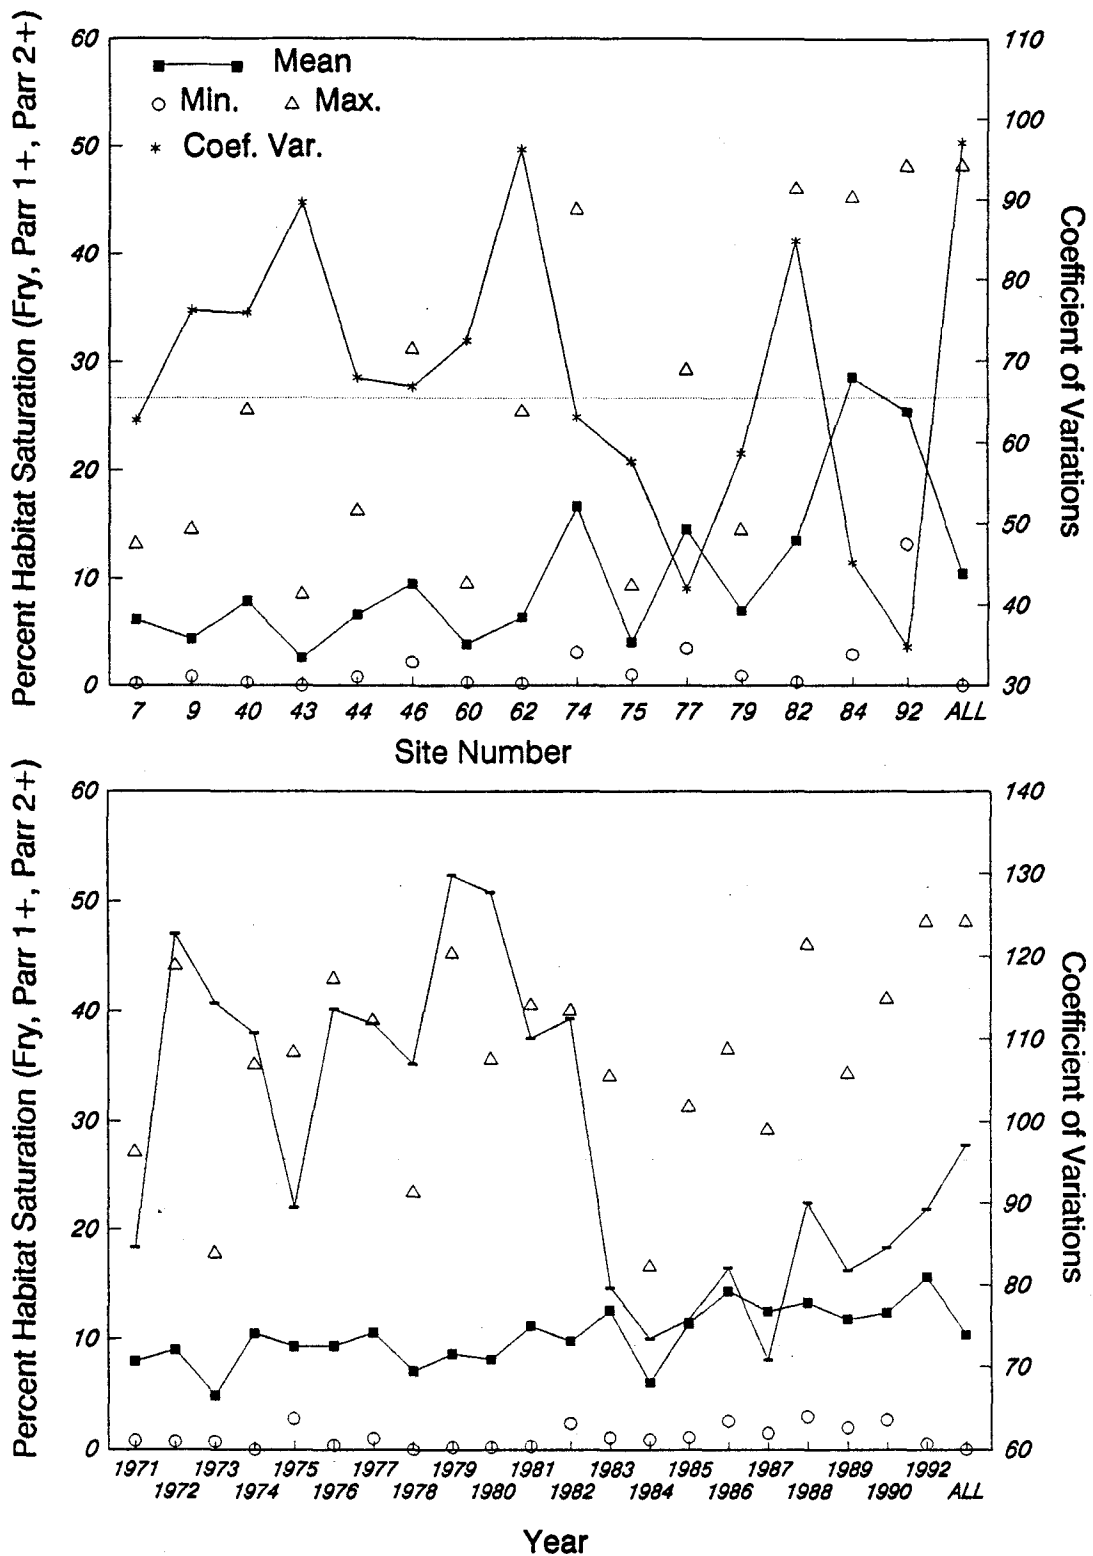 Percent Habitat Saturation (Fry, Parr 1+, Parr 2+)
60
50
40
30
20
10
0
Mean
Min. Max.
Coef. Var.
110
100
90
80
70
60
50
40
30
Coefficient of Variations
7 9 40 43 44 46 60 62 74 75 77 79 82 84 92 ALL
Site Number
Percent Habitat Saturation (Fry, Parr 1+, Parr 2+)
60
50
40
30
20
10
0
140
130
120
110
100
90
80
70
60
Coefficient of Variations
1971 1973 1975 1977 1979 1981 1983 1985 1987 1989 1992
1972 1974 1976 1978 1980 1982 1984 1986 1988 1990 ALL
Year